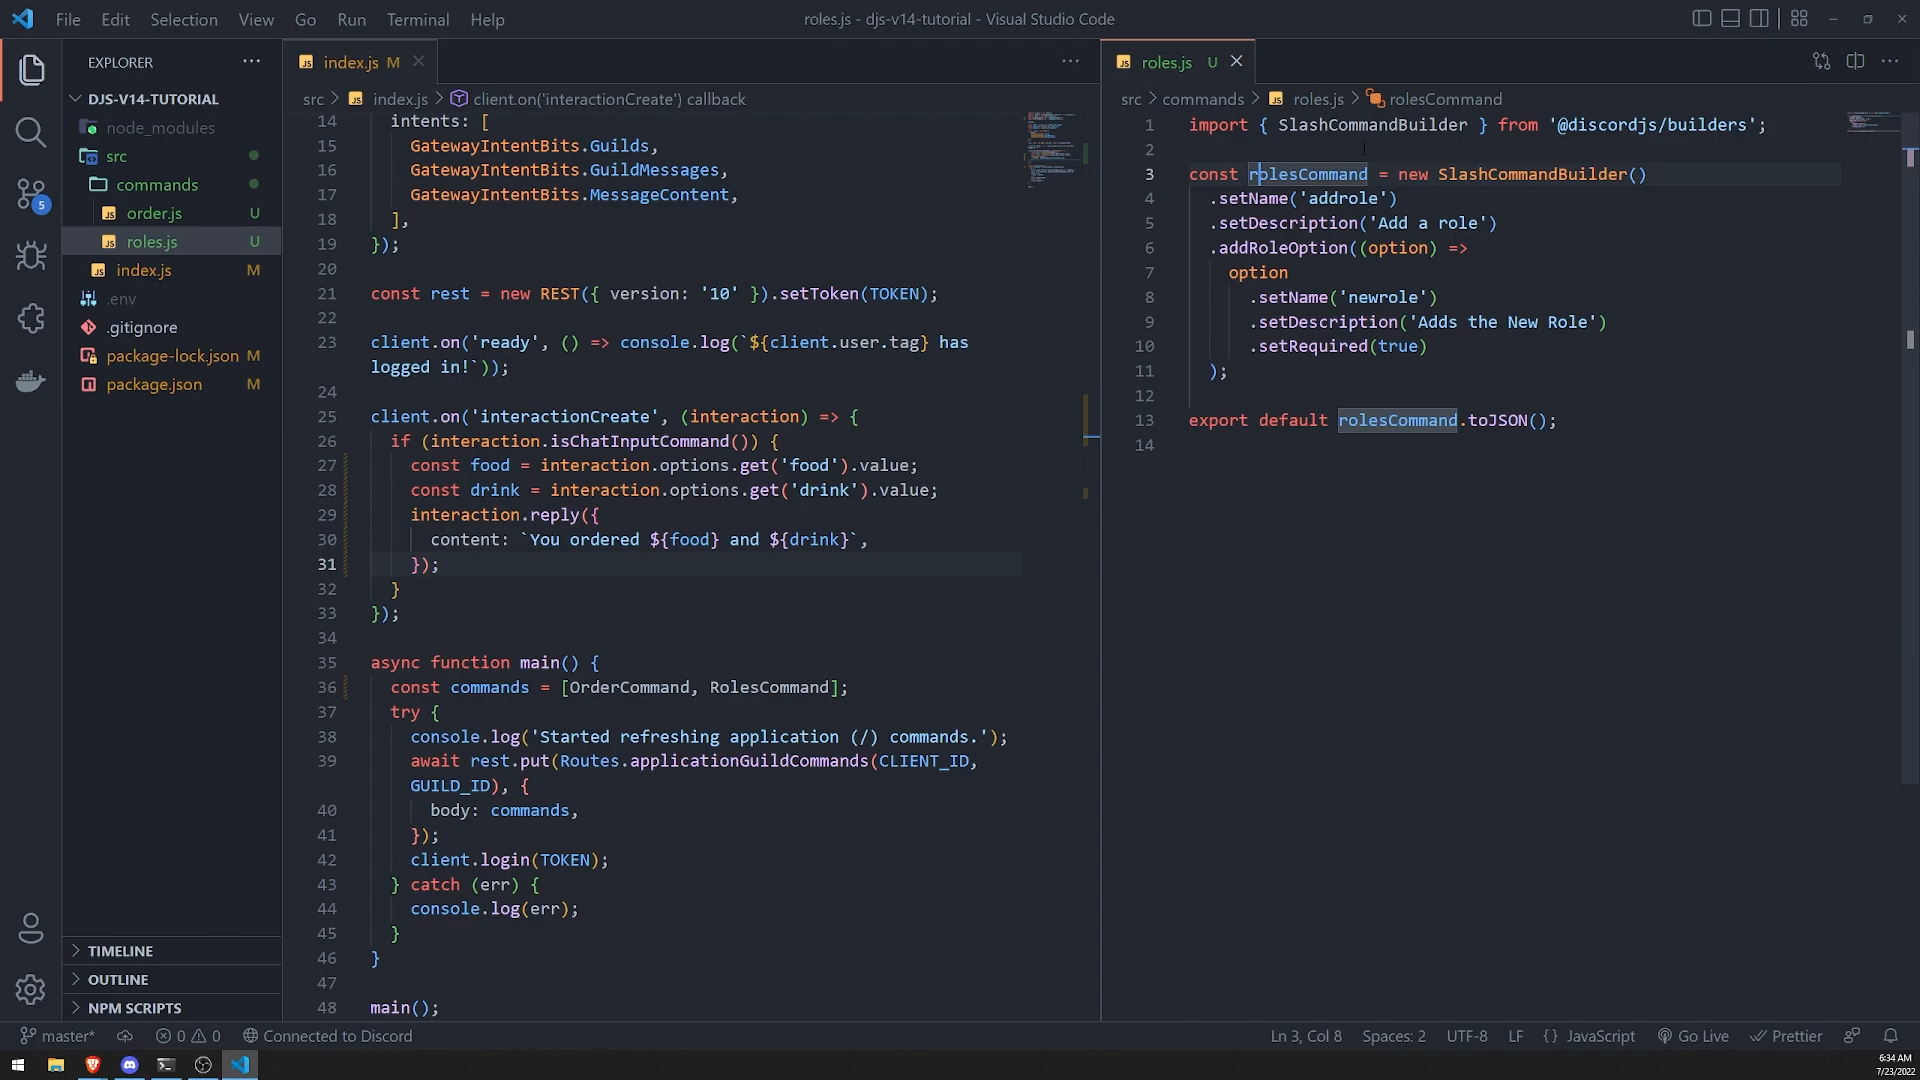 File Edit Selection View Go Run Terminal Help
roles.js - djs-v14-tutorial - Visual Studio Code
EXPLORER
DJS-V14-TUTORIAL
node_modules
src
commands
order.js U
roles.js U
index.js M
.env
.gitignore
package-lock.json M
package.json M
TIMELINE
OUTLINE
NPM SCRIPTS
5
index.js M
src > index.js > client.on('interactionCreate') callback
14 intents: [
15 GatewayIntentBits.Guilds,
16 GatewayIntentBits.GuildMessages,
17 GatewayIntentBits.MessageContent,
18 ],
19 });
20
21 const rest = new REST({ version: '10' }).setToken(TOKEN);
22
23 client.on('ready', () => console.log(`${client.user.tag} has
logged in!`));
24
25 client.on('interactionCreate', (interaction) => {
26 if (interaction.isChatInputCommand()) {
27 const food = interaction.options.get('food').value;
28 const drink = interaction.options.get('drink').value;
29 interaction.reply({
30 content: `You ordered ${food} and ${drink}`,
31 });
32 }
33 });
34
35 async function main() {
36 const commands = [OrderCommand, RolesCommand];
37 try {
38 console.log('Started refreshing application (/) commands.');
39 await rest.put(Routes.applicationGuildCommands(CLIENT_ID,
GUILD_ID), {
40 body: commands,
41 });
42 client.login(TOKEN);
43 } catch (err) {
44 console.log(err);
45 }
46 }
47
48 main();
roles.js U
src > commands > roles.js > rolesCommand
1 import { SlashCommandBuilder } from '@discordjs/builders';
2
3 const rolesCommand = new SlashCommandBuilder()
4 .setName('addrole')
5 .setDescription('Add a role')
6 .addRoleOption((option) =>
7 option
8 .setName('newrole')
9 .setDescription('Adds the New Role')
10 .setRequired(true)
11 );
12
13 export default rolesCommand.toJSON();
14
master* 0 0 Connected to Discord
Ln 3, Col 8 Spaces: 2 UTF-8 LF {} JavaScript Go Live Prettier
6:34 AM
7/23/2022